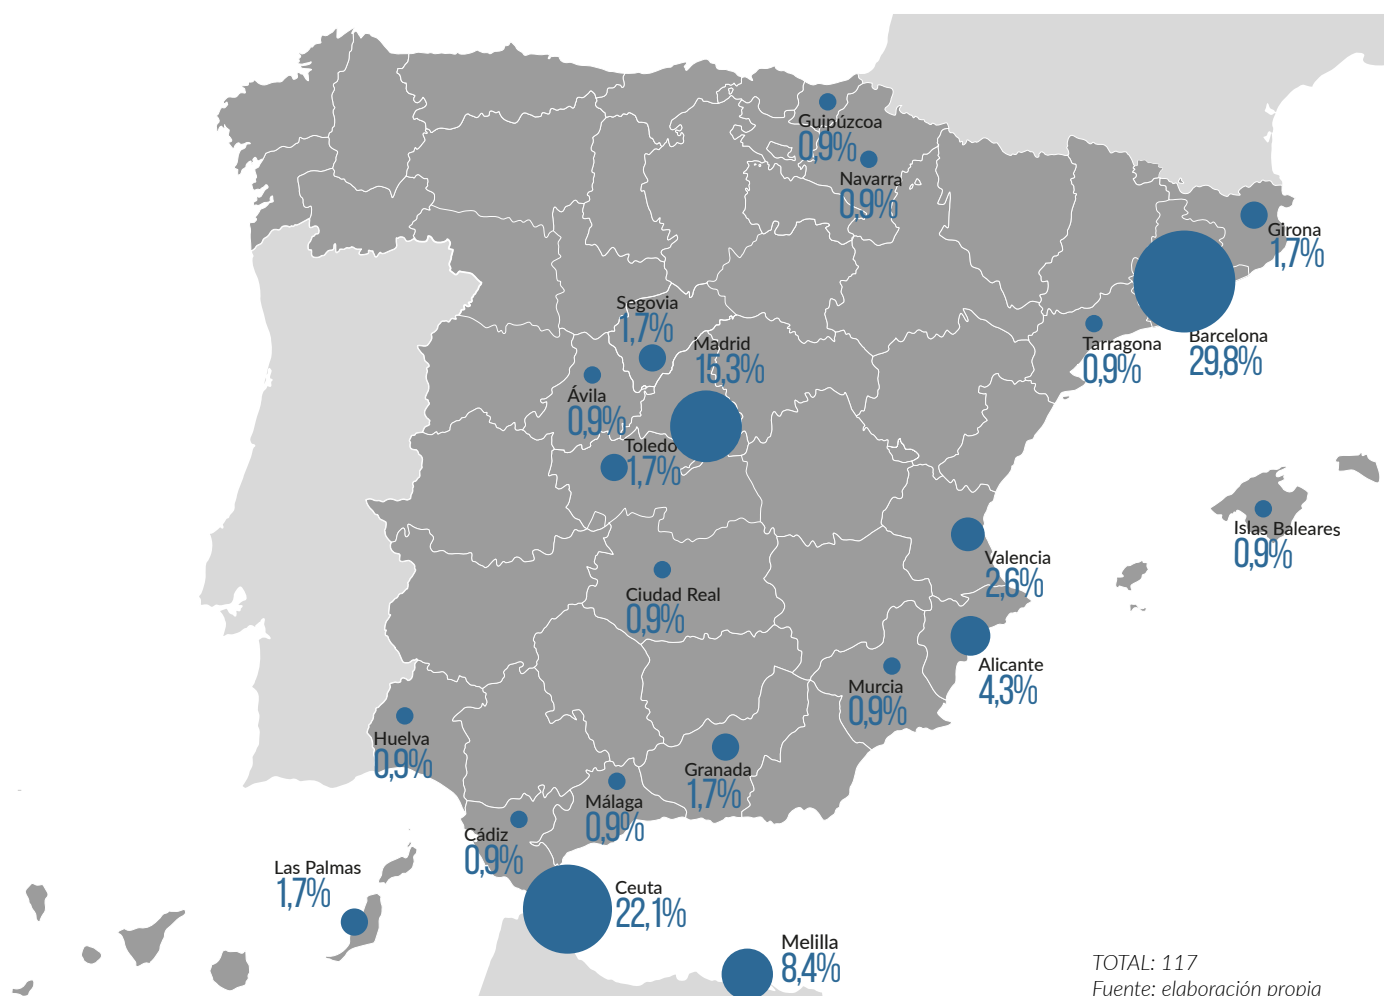 Guipúzcoa
0,9%
Navarra
0,9%
Girona
1,7%
Segovia
1,7%
Madrid
15,3%
Tarragona
0,9%
Barcelona
29,8%
Ávila
0,9%
Toledo
1,7%
Islas Baleares
0,9%
Valencia
2,6%
Ciudad Real
0,9%
Alicante
4,3%
Murcia
0,9%
Huelva
0,9%
Granada
1,7%
Málaga
0,9%
Cádiz
0,9%
Las Palmas
1,7%
Ceuta
22,1%
Melilla
8,4%
TOTAL: 117
Fuente: elaboración propia